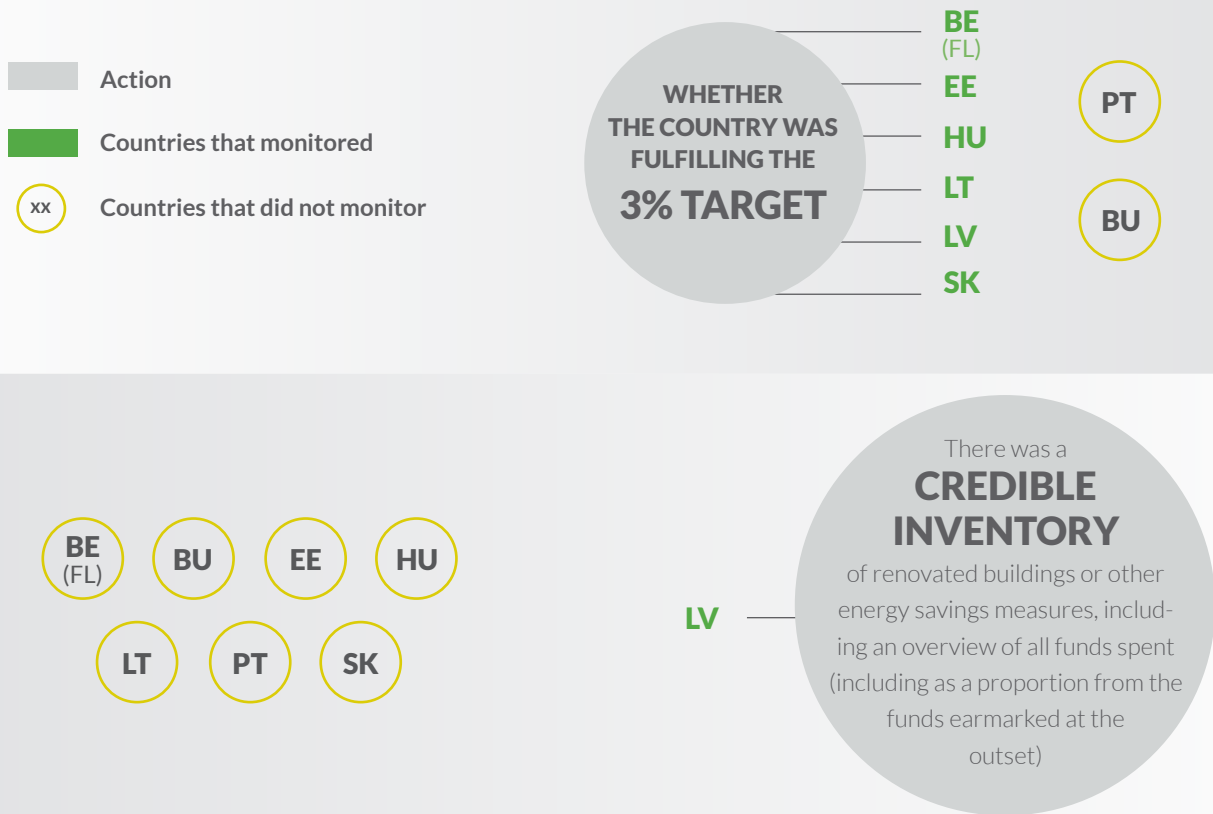 Action
Countries that monitored
xx
Countries that did not monitor
WHETHER
THE COUNTRY WAS
FULFILLING THE
3% TARGET
BE
(FL)
EE
HU
LT
LV
SK
PT
BU
BE
(FL)
BU
EE
HU
LT
PT
SK
LV
There was a
CREDIBLE
INVENTORY
of renovated buildings or other
energy savings measures, includ-
ing an overview of all funds spent
(including as a proportion from the
funds earmarked at the
outset)